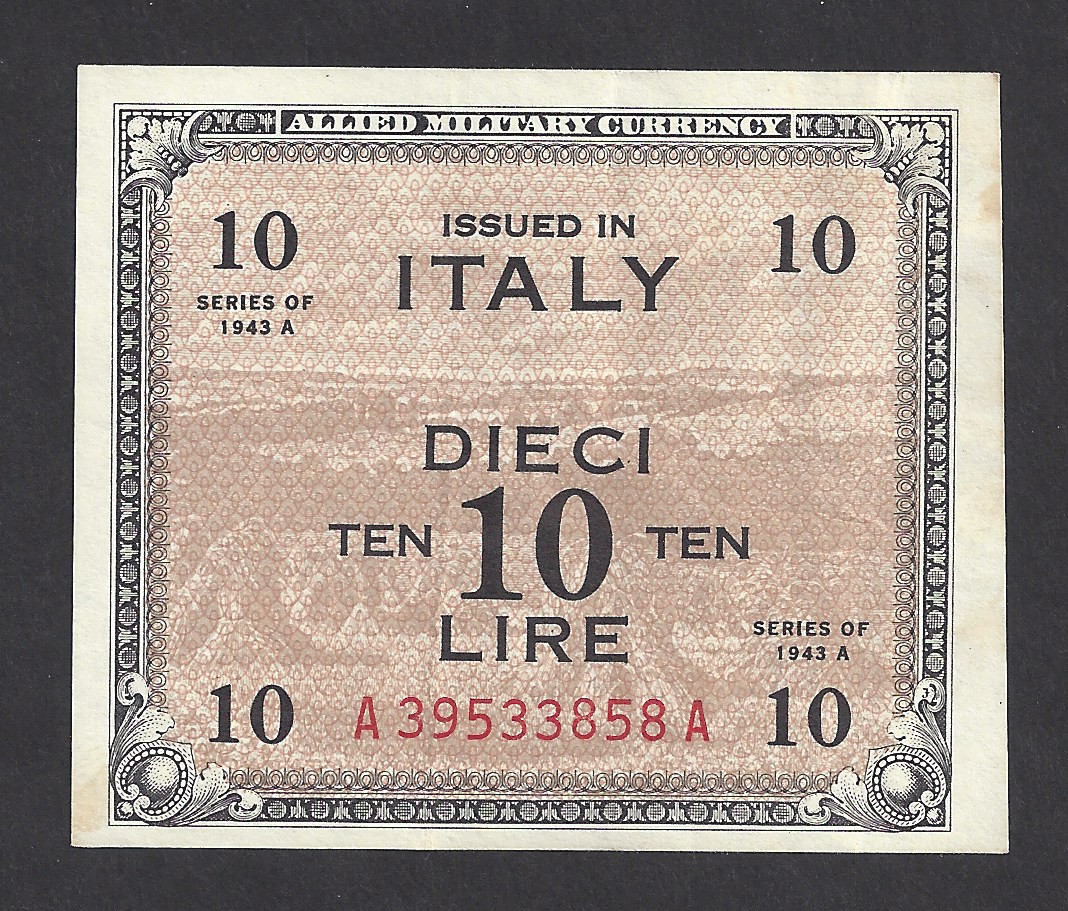 ALLIED MILITARY CURRENCY
10 ISSUED IN 10
ITALY
SERIES OF
1943 A
DIECI
TEN 10 TEN
LIRE
SERIES OF
1943 A
10 A39533858A 10